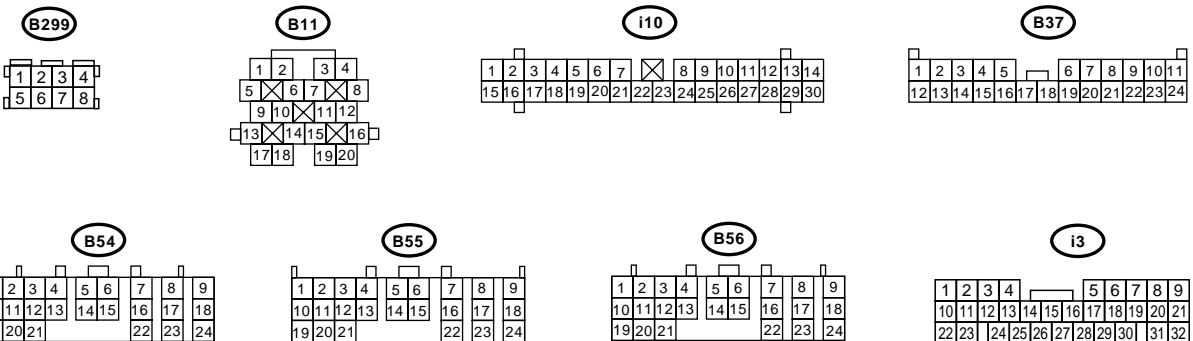 B299
B11
i10
B37
1 2 3 4
5 6 7 8
1 2 3 4
5 6 7 8
9 10 11 12
13 14 15 16
17 18 19 20
1 2 3 4 5 6 7 8 9 10 11 12 13 14
15 16 17 18 19 20 21 22 23 24 25 26 27 28 29 30
1 2 3 4 5 6 7 8 9 10 11
12 13 14 15 16 17 18 19 20 21 22 23 24
B54
B55
B56
i3
2 3 4 5 6 7 8 9
11 12 13 14 15 16 17 18
20 21 22 23 24
1 2 3 4 5 6 7 8 9
10 11 12 13 14 15 16 17 18
19 20 21 22 23 24
1 2 3 4 5 6 7 8 9
10 11 12 13 14 15 16 17 18
19 20 21 22 23 24
1 2 3 4 5 6 7 8 9
10 11 12 13 14 15 16 17 18 19 20 21
22 23 24 25 26 27 28 29 30 31 32